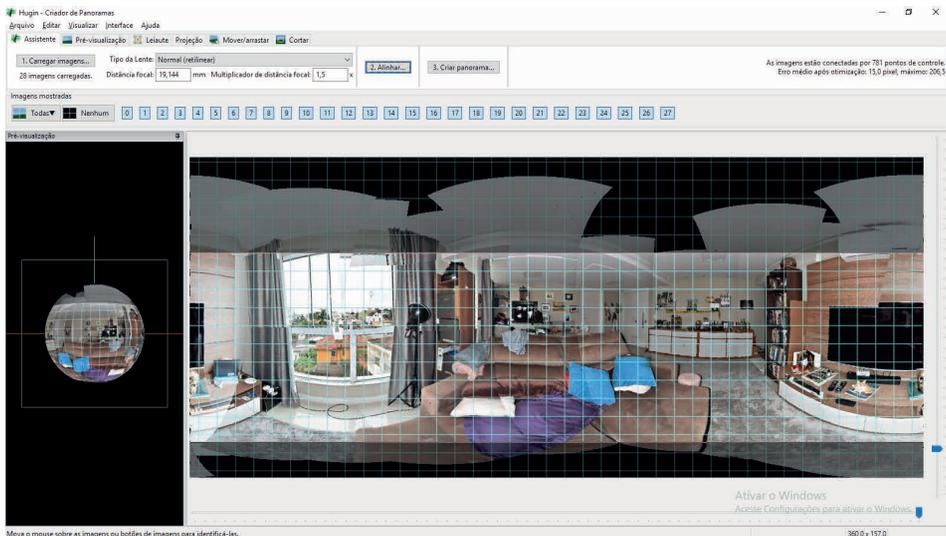 Hugin - Criador de Panoramas
Arquivo Editar Visualizar Interface Ajuda
Assistente Pré-visualização Leiaute Projeção Mover/arrastar Cortar
1. Carregar imagens... Tipo da Lente: Normal (retilinear) 2. Alinhar... 3. Criar panorama... As imagens estão conectadas por 781 pontos de controle.
28 imagens carregadas. Distância focal: 19,144 mm Multiplicador de distância focal: 1,5 x Erro médio após otimização: 15,0 pixel, máximo: 206,5
Imagens mostradas
Todas Nenhum 0 1 2 3 4 5 6 7 8 9 10 11 12 13 14 15 16 17 18 19 20 21 22 23 24 25 26 27
Pré-visualização
Ativar o Windows
Acesse Configurações para ativar o Windows.
Mova o mouse sobre as imagens ou botões de imagens para identificá-las. 360.0 x 157.0